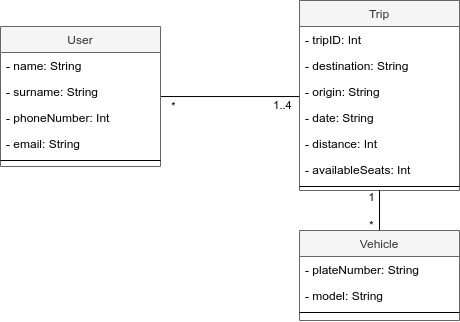 User
- name: String
- surname: String
- phoneNumber: Int
- email: String
*
1..4
Trip
- tripID: Int
- destination: String
- origin: String
- date: String
- distance: Int
- availableSeats: Int
1
*
Vehicle
- plateNumber: String
- model: String